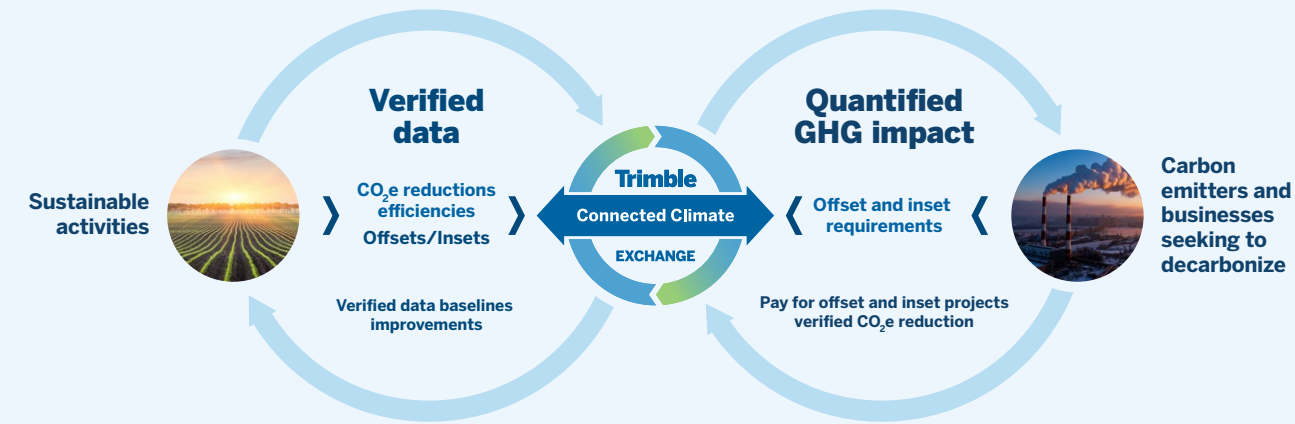 Sustainable
activities
Verified
data
CO₂e reductions
efficiencies
Offsets/Insets
Verified data baselines
improvements
Trimble
Connected Climate
EXCHANGE
Quantified
GHG impact
Offset and inset
requirements
Pay for offset and inset projects
verified CO₂e reduction
Carbon
emitters and
businesses
seeking to
decarbonize